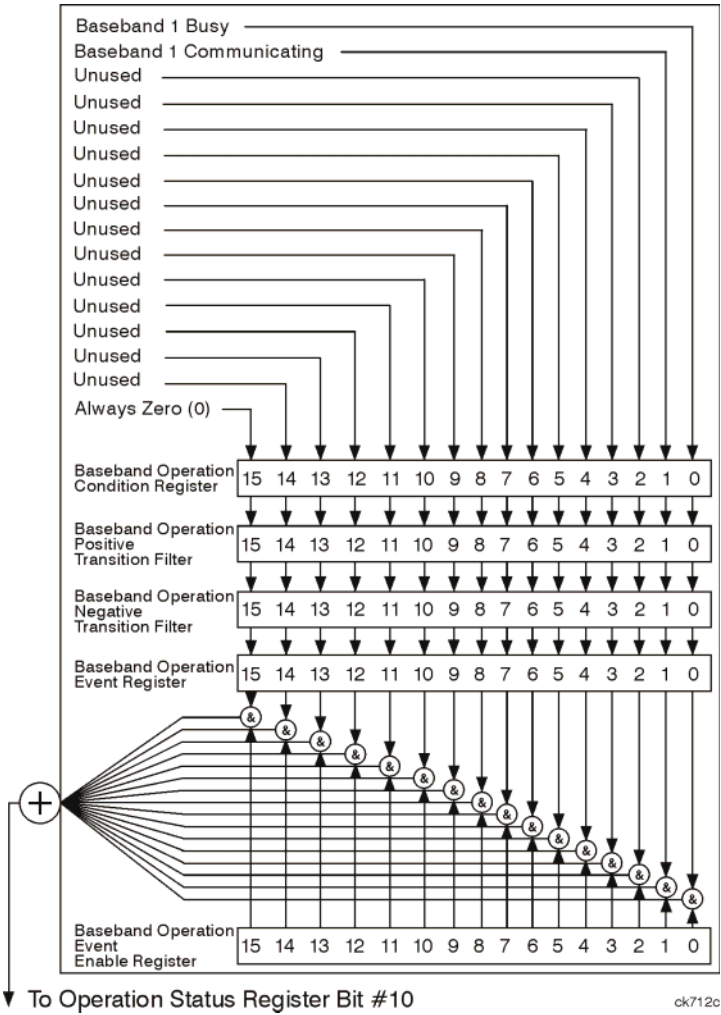 Baseband 1 Busy
Baseband 1 Communicating
Unused
Unused
Unused
Unused
Unused
Unused
Unused
Unused
Unused
Unused
Unused
Unused
Unused
Always Zero (0)
Baseband Operation
Condition Register
15 14 13 12 11 10 9 8 7 6 5 4 3 2 1 0
Baseband Operation
Positive
Transition Filter
15 14 13 12 11 10 9 8 7 6 5 4 3 2 1 0
Baseband Operation
Negative
Transition Filter
15 14 13 12 11 10 9 8 7 6 5 4 3 2 1 0
Baseband Operation
Event Register
15 14 13 12 11 10 9 8 7 6 5 4 3 2 1 0
& & & & & & & & & & & & & & & &
+
Baseband Operation
Event
Enable Register
15 14 13 12 11 10 9 8 7 6 5 4 3 2 1 0
To Operation Status Register Bit #10
ck712c